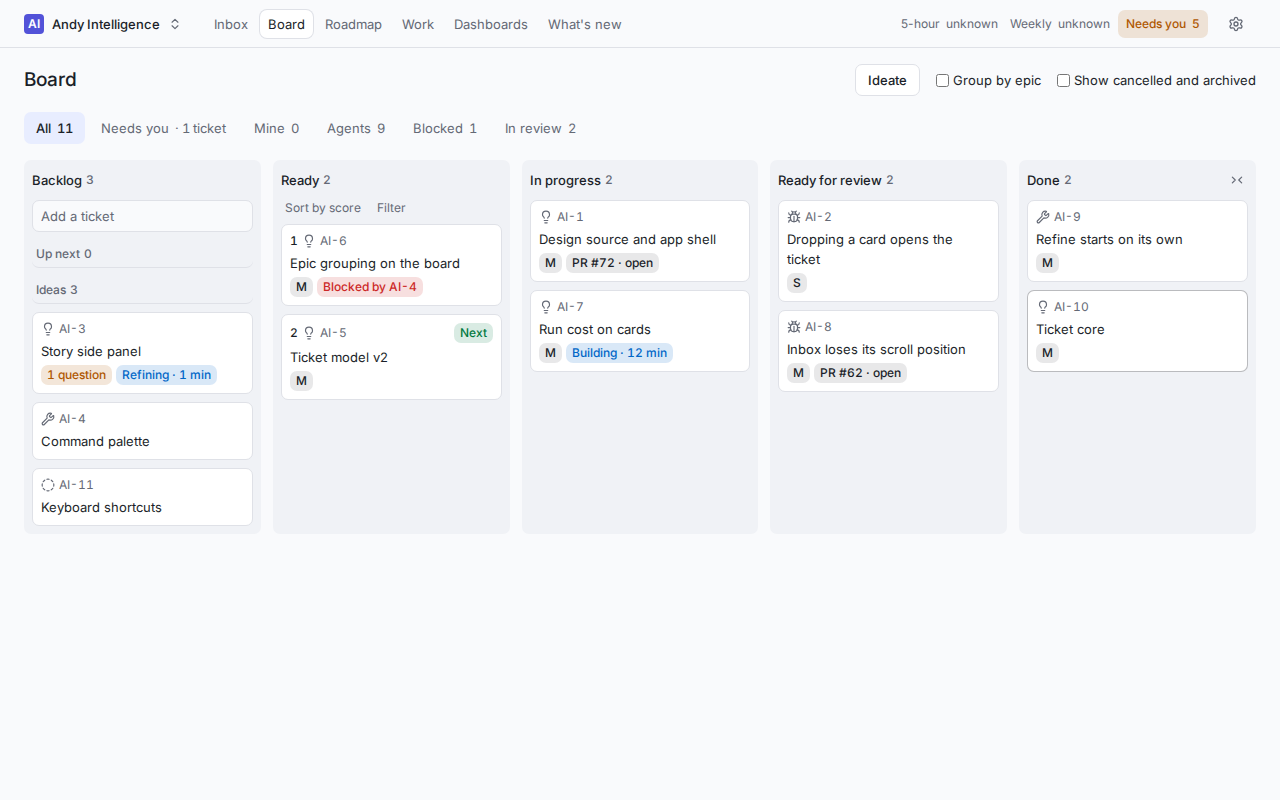 AI Andy Intelligence Inbox Board Roadmap Work Dashboards What's new 5-hour unknown Weekly unknown Needs you 5
Board Ideate Group by epic Show cancelled and archived
All 11 Needs you · 1 ticket Mine 0 Agents 9 Blocked 1 In review 2
Backlog 3
Add a ticket
Up next 0
Ideas 3
AI-3
Story side panel
1 question Refining · 1 min
AI-4
Command palette
AI-11
Keyboard shortcuts
Ready 2
Sort by score Filter
1 AI-6
Epic grouping on the board
M Blocked by AI-4
2 AI-5 Next
Ticket model v2
M
In progress 2
AI-1
Design source and app shell
M PR #72 · open
AI-7
Run cost on cards
M Building · 12 min
Ready for review 2
AI-2
Dropping a card opens the
ticket
S
AI-8
Inbox loses its scroll position
M PR #62 · open
Done 2
AI-9
Refine starts on its own
M
AI-10
Ticket core
M